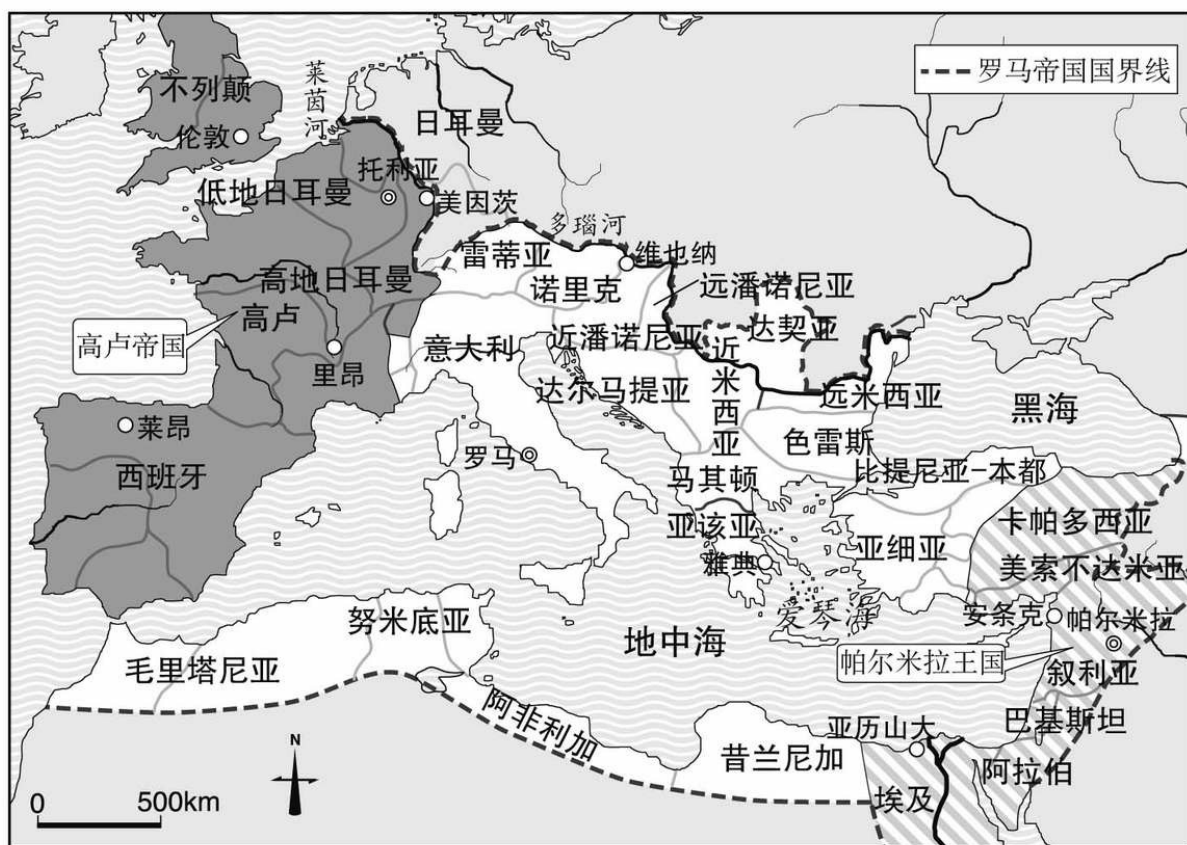 罗马帝国国界线
莱茵河
不列颠
伦敦
日耳曼
托利亚
低地日耳曼
美因茨
多瑙河
雷蒂亚
维也纳
诺里克
远潘诺尼亚
高地日耳曼
高卢
高卢帝国
里昂
意大利
近潘诺尼亚
达契亚
达尔马提亚
近米西亚
远米西亚
黑海
莱昂
西班牙
罗马
色雷斯
马其顿
比提尼亚-本都
亚该亚
雅典
亚细亚
卡帕多西亚
美索不达米亚
爱琴海
安条克
帕尔米拉
努米底亚
地中海
帕尔米拉王国
叙利亚
毛里塔尼亚
阿非利加
昔兰尼加
亚历山大
巴基斯坦
阿拉伯
埃及
N
0 500km